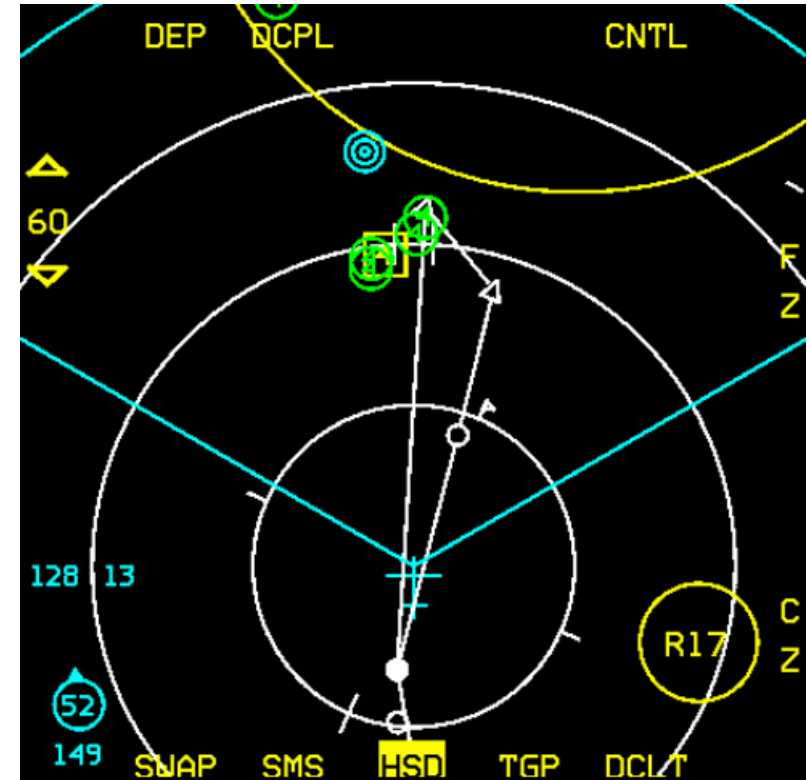 DEP DCPL CNTL
60
F
Z
128 13
R17
C
Z
52
149
SWAP SMS HSD TGP DCLT